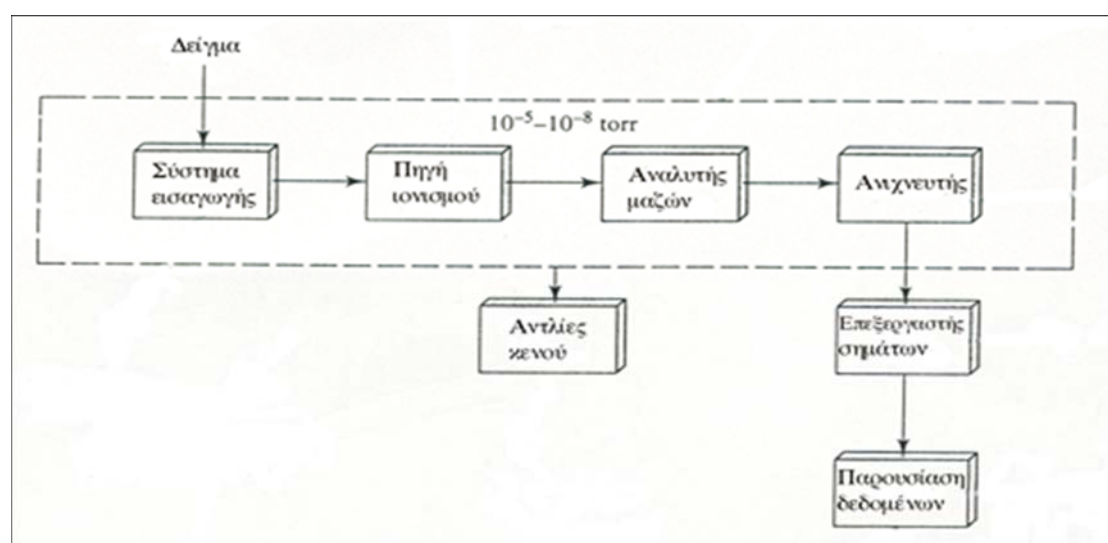 Δείγμα
10⁻⁵–10⁻⁸ torr
Σύστημα
εισαγωγής
Πηγή
ιονισμού
Αναλυτής
μαζών
Ανιχνευτής
Αντλίες
κενού
Επεξεργαστής
σημάτων
Παρουσίαση
δεδομένων